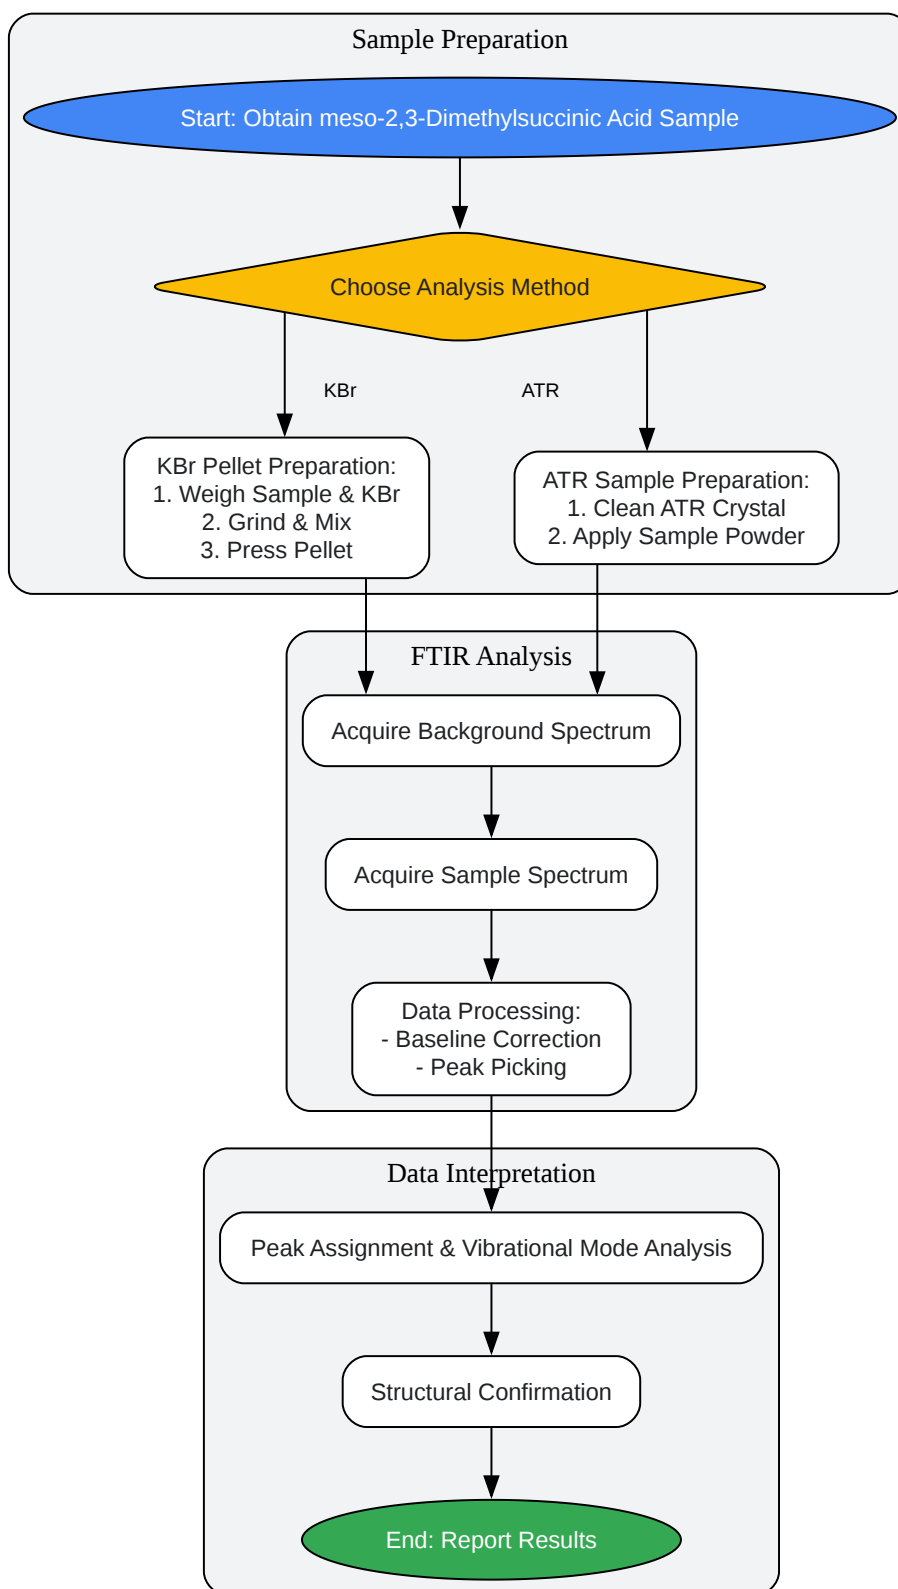 Sample Preparation
Start: Obtain meso-2,3-Dimethylsuccinic Acid Sample
Choose Analysis Method
KBr
ATR
KBr Pellet Preparation:
1. Weigh Sample & KBr
2. Grind & Mix
3. Press Pellet
ATR Sample Preparation:
1. Clean ATR Crystal
2. Apply Sample Powder
FTIR Analysis
Acquire Background Spectrum
Acquire Sample Spectrum
Data Processing:
- Baseline Correction
- Peak Picking
Data Interpretation
Peak Assignment & Vibrational Mode Analysis
Structural Confirmation
End: Report Results